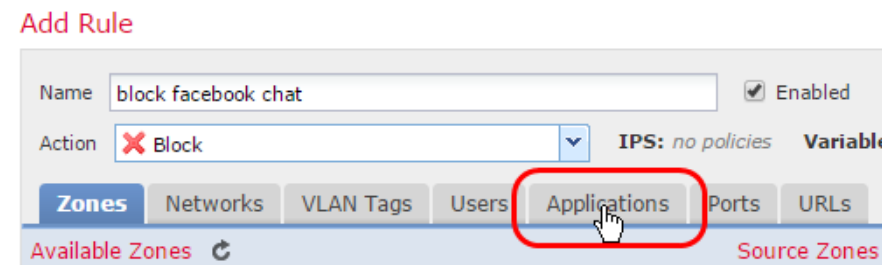 Add Rule
Name block facebook chat Enabled
Action Block IPS: no policies Variable
Zones Networks VLAN Tags Users Applications Ports URLs
Available Zones Source Zones